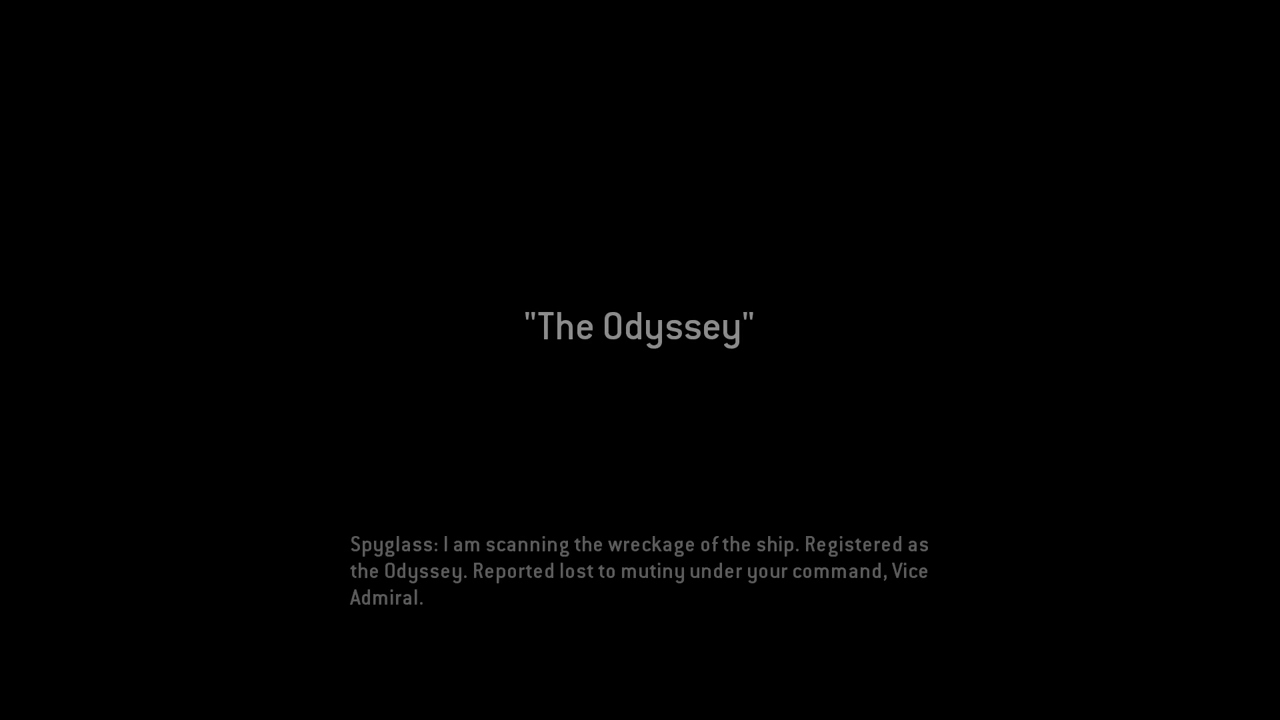 "The Odyssey"
Spyglass: I am scanning the wreckage of the ship. Registered as
the Odyssey. Reported lost to mutiny under your command, Vice
Admiral.